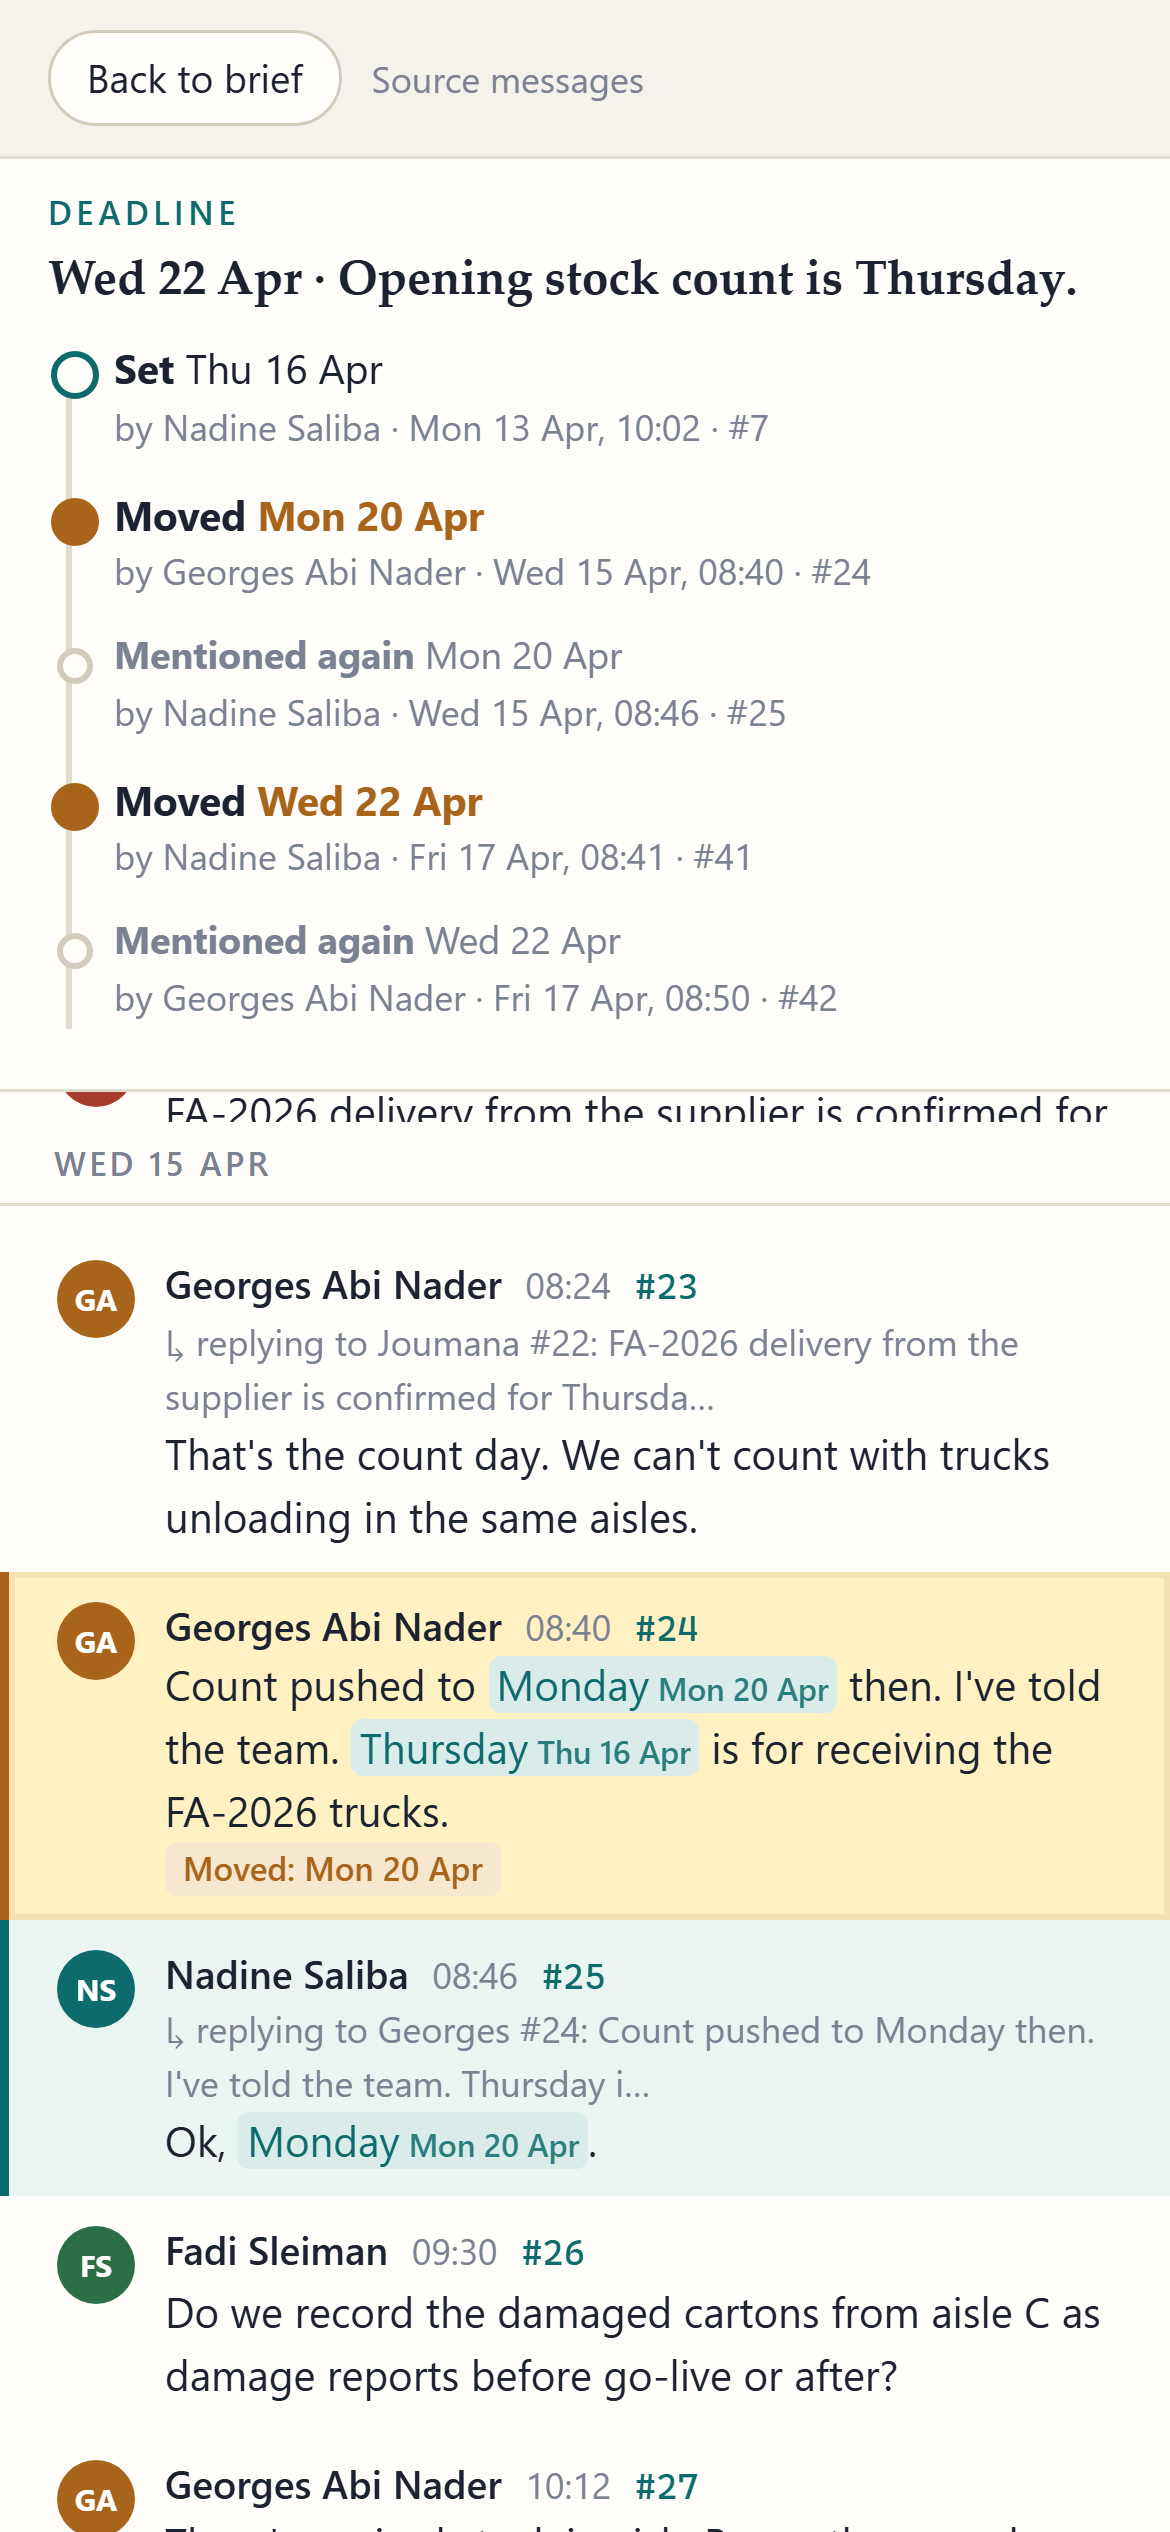 Back to brief
Source messages
DEADLINE
Wed 22 Apr · Opening stock count is Thursday.
Set Thu 16 Apr
by Nadine Saliba · Mon 13 Apr, 10:02 · #7
Moved Mon 20 Apr
by Georges Abi Nader · Wed 15 Apr, 08:40 · #24
Mentioned again Mon 20 Apr
by Nadine Saliba · Wed 15 Apr, 08:46 · #25
Moved Wed 22 Apr
by Nadine Saliba · Fri 17 Apr, 08:41 · #41
Mentioned again Wed 22 Apr
by Georges Abi Nader · Fri 17 Apr, 08:50 · #42
FA-2026 delivery from the supplier is confirmed for
WED 15 APR
GA
Georges Abi Nader 08:24 #23
↳ replying to Joumana #22: FA-2026 delivery from the
supplier is confirmed for Thursda...
That's the count day. We can't count with trucks
unloading in the same aisles.
GA
Georges Abi Nader 08:40 #24
Count pushed to Monday Mon 20 Apr then. I've told
the team. Thursday Thu 16 Apr is for receiving the
FA-2026 trucks.
Moved: Mon 20 Apr
NS
Nadine Saliba 08:46 #25
↳ replying to Georges #24: Count pushed to Monday then.
I've told the team. Thursday i...
Ok, Monday Mon 20 Apr.
FS
Fadi Sleiman 09:30 #26
Do we record the damaged cartons from aisle C as
damage reports before go-live or after?
GA
Georges Abi Nader 10:12 #27